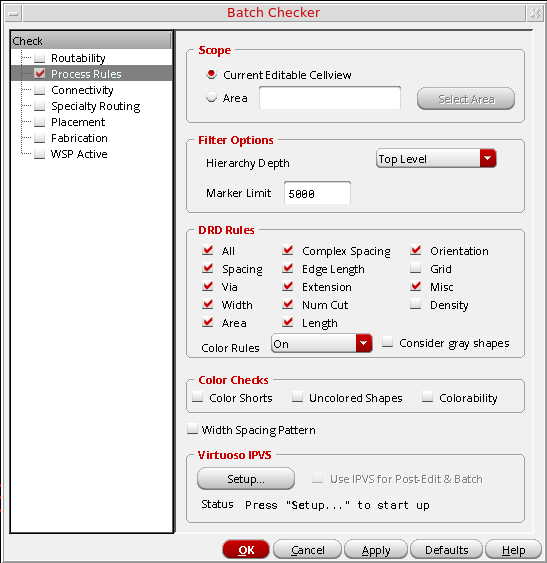 Batch Checker
Check
Routability
Process Rules
Connectivity
Specialty Routing
Placement
Fabrication
WSP Active
Scope
Current Editable Cellview
Area
Select Area
Filter Options
Hierarchy Depth Top Level
Marker Limit 5000
DRD Rules
All Complex Spacing Orientation
Spacing Edge Length Grid
Via Extension Misc
Width Num Cut Density
Area Length
Color Rules On Consider gray shapes
Color Checks
Color Shorts Uncolored Shapes Colorability
Width Spacing Pattern
Virtuoso IPVS
Setup... Use IPVS for Post-Edit & Batch
Status Press "Setup..." to start up
OK Cancel Apply Defaults Help